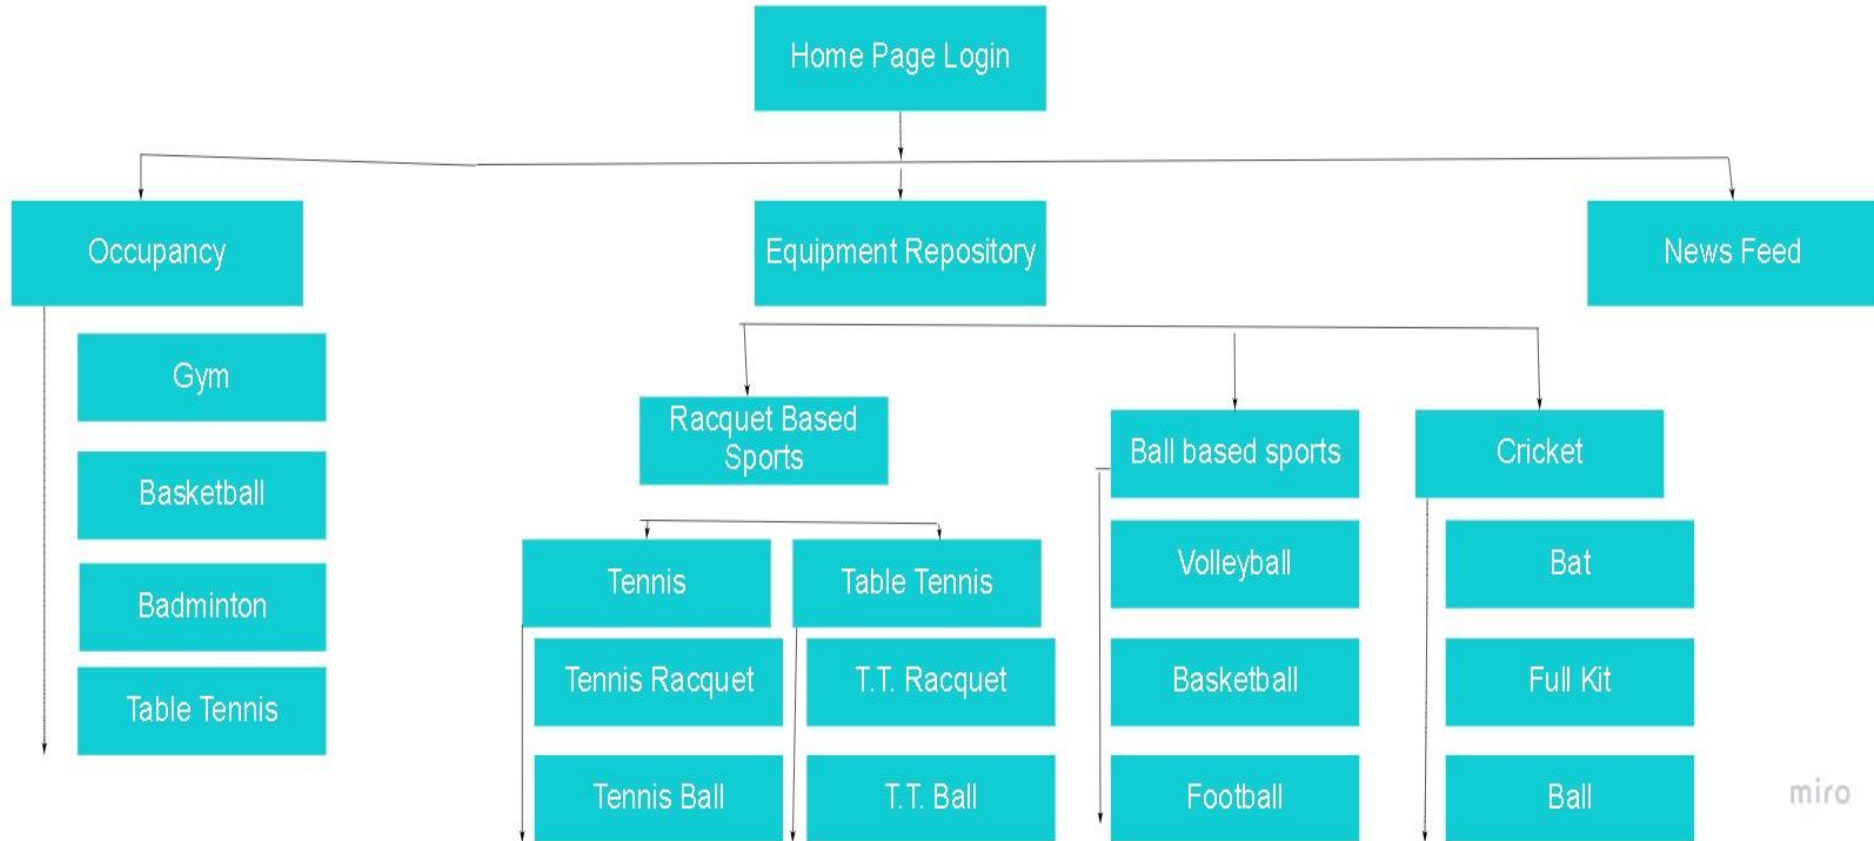 Home Page Login
Occupancy
Equipment Repository
News Feed
Gym
Basketball
Badminton
Table Tennis
Racquet Based
Sports
Ball based sports
Cricket
Tennis
Table Tennis
Tennis Racquet
T.T. Racquet
Tennis Ball
T.T. Ball
Volleyball
Basketball
Football
Bat
Full Kit
Ball
miro